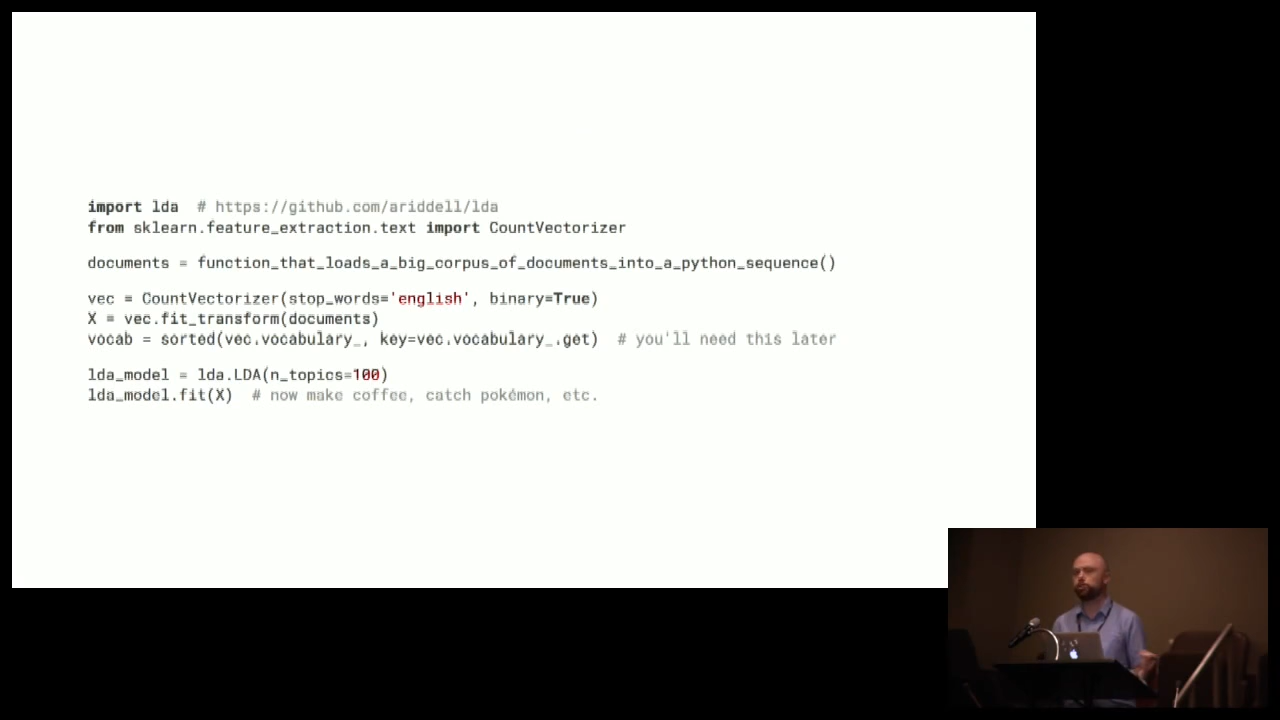 import lda  # https://github.com/ariddell/lda
from sklearn.feature_extraction.text import CountVectorizer
documents = function_that_loads_a_big_corpus_of_documents_into_a_python_sequence()
vec = CountVectorizer(stop_words='english', binary=True)
X = vec.fit_transform(documents)
vocab = sorted(vec.vocabulary_, key=vec.vocabulary_.get)  # you'll need this later
lda_model = lda.LDA(n_topics=100)
lda_model.fit(X)  # now make coffee, catch pokémon, etc.